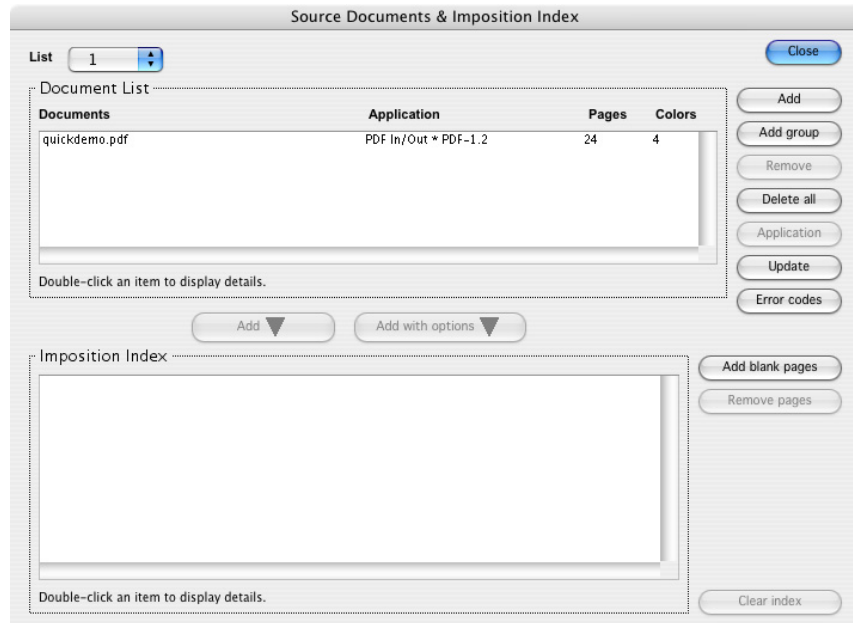 Source Documents & Imposition Index
List 1
Close
Document List
Documents Application Pages Colors
quickdemo.pdf PDF In/Out * PDF-1.2 24 4
Double-click an item to display details.
Add
Add group
Remove
Delete all
Application
Update
Error codes
Add Add with options
Imposition Index
Double-click an item to display details.
Add blank pages
Remove pages
Clear index